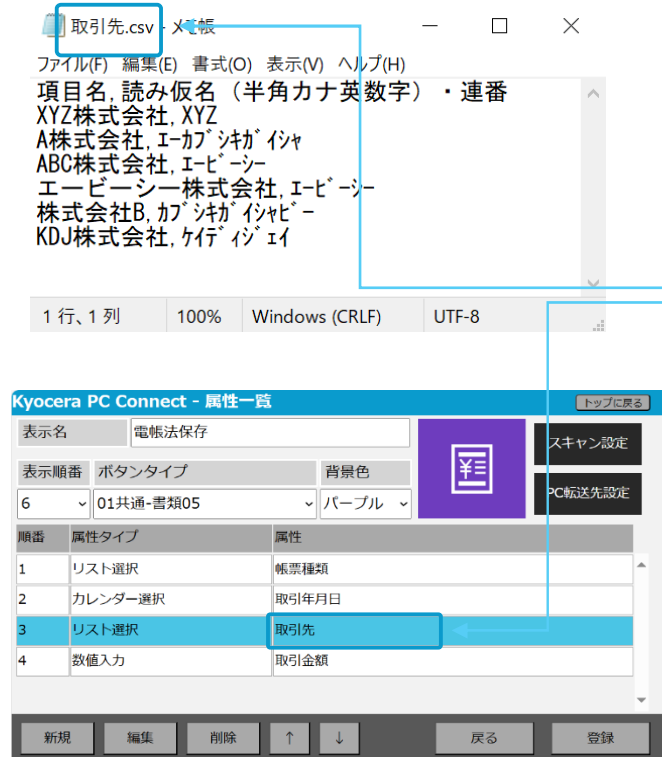 取引先.csv - メモ帳
ファイル(F) 編集(E) 書式(O) 表示(V) ヘルプ(H)
項目名,読み仮名（半角カナ英数字）・連番
XYZ株式会社,XYZ
A株式会社,ｴｰｶﾌﾞｼｷｶﾞｲｼｬ
ABC株式会社,ｴｰﾋﾞｰｼｰ
エービーシー株式会社,ｴｰﾋﾞｰｼｰ
株式会社B,ｶﾌﾞｼｷｶﾞｲｼｬﾋﾞｰ
KDJ株式会社,ｹｲﾃﾞｨｼﾞｪｲ
1 行、1 列 100% Windows (CRLF) UTF-8
Kyocera PC Connect - 属性一覧 トップに戻る
表示名 電帳法保存
スキャン設定
表示順番 ボタンタイプ 背景色
6 01共通-書類05 パープル
PC転送先設定
順番 属性タイプ 属性
1 リスト選択 帳票種類
2 カレンダー選択 取引年月日
3 リスト選択 取引先
4 数値入力 取引金額
新規 編集 削除 ↑ ↓ 戻る 登録